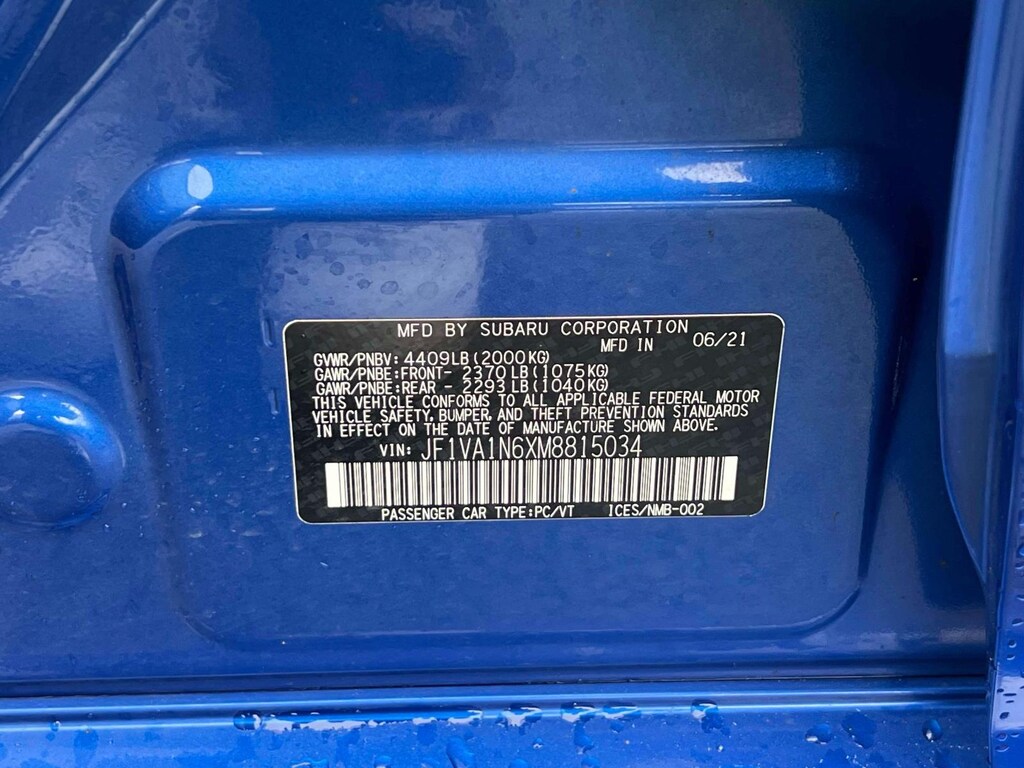 MFD BY SUBARU CORPORATION
MFD IN 06/21
GVWR/PNBV: 4409LB(2000KG)
GAWR/PNBE:FRONT- 2370LB(1075KG)
GAWR/PNBE:REAR - 2293LB(1040KG)
THIS VEHICLE CONFORMS TO ALL APPLICABLE FEDERAL MOTOR
VEHICLE SAFETY, BUMPER, AND THEFT PREVENTION STANDARDS
IN EFFECT ON THE DATE OF MANUFACTURE SHOWN ABOVE.
VIN: JF1VA1N6XM8815034
PASSENGER CAR TYPE:PC/VT ICES/NMB-002